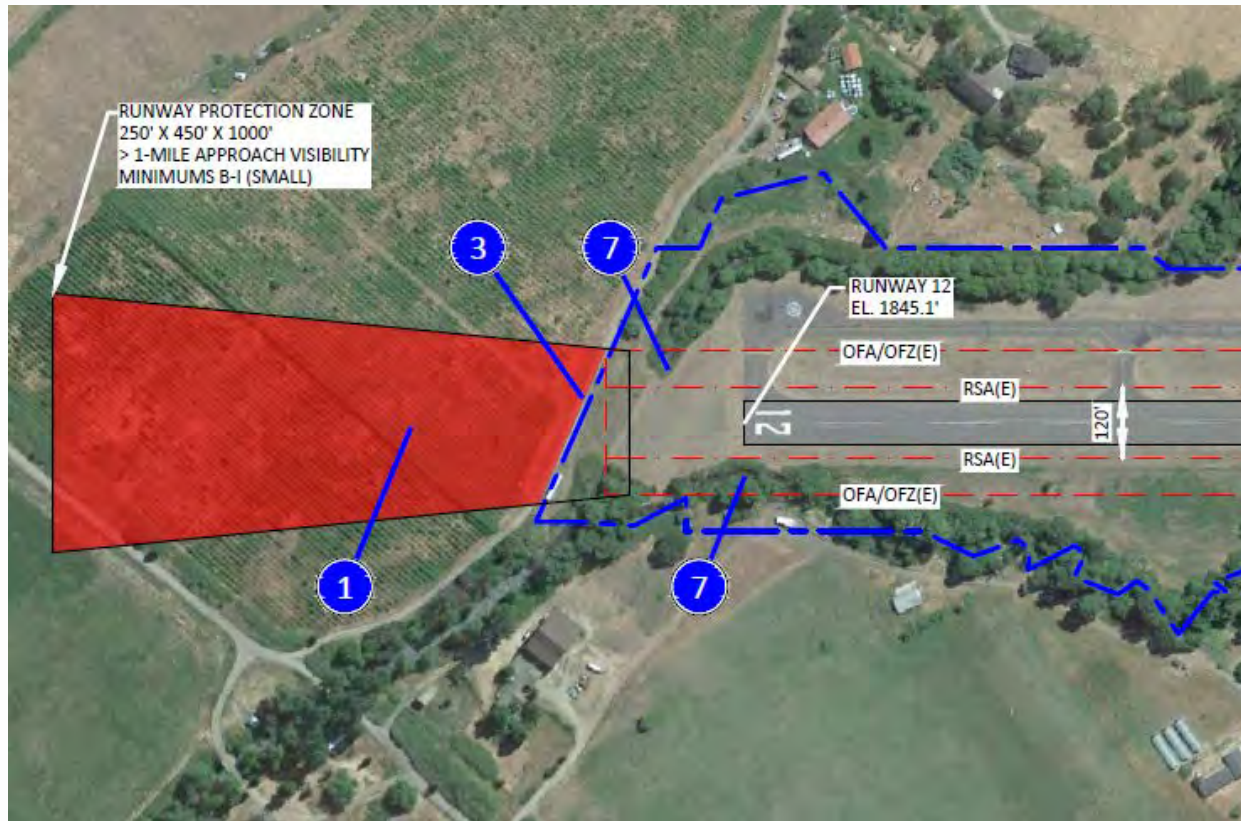 RUNWAY PROTECTION ZONE
250' X 450' X 1000'
> 1-MILE APPROACH VISIBILITY
MINIMUMS B-I (SMALL)
3
7
RUNWAY 12
EL. 1845.1'
OFA/OFZ(E)
RSA(E)
12
120'
RSA(E)
OFA/OFZ(E)
1
7